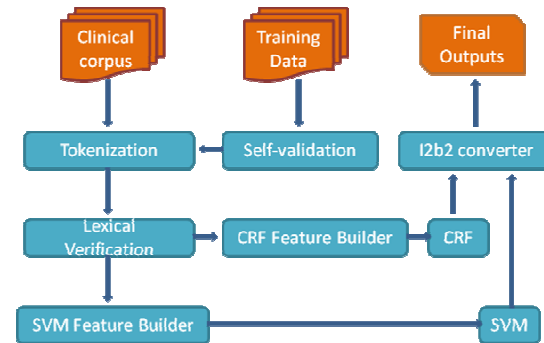 Clinical
corpus
Training
Data
Final
Outputs
Tokenization
Self-validation
I2b2 converter
Lexical
Verification
CRF Feature Builder
CRF
SVM Feature Builder
SVM